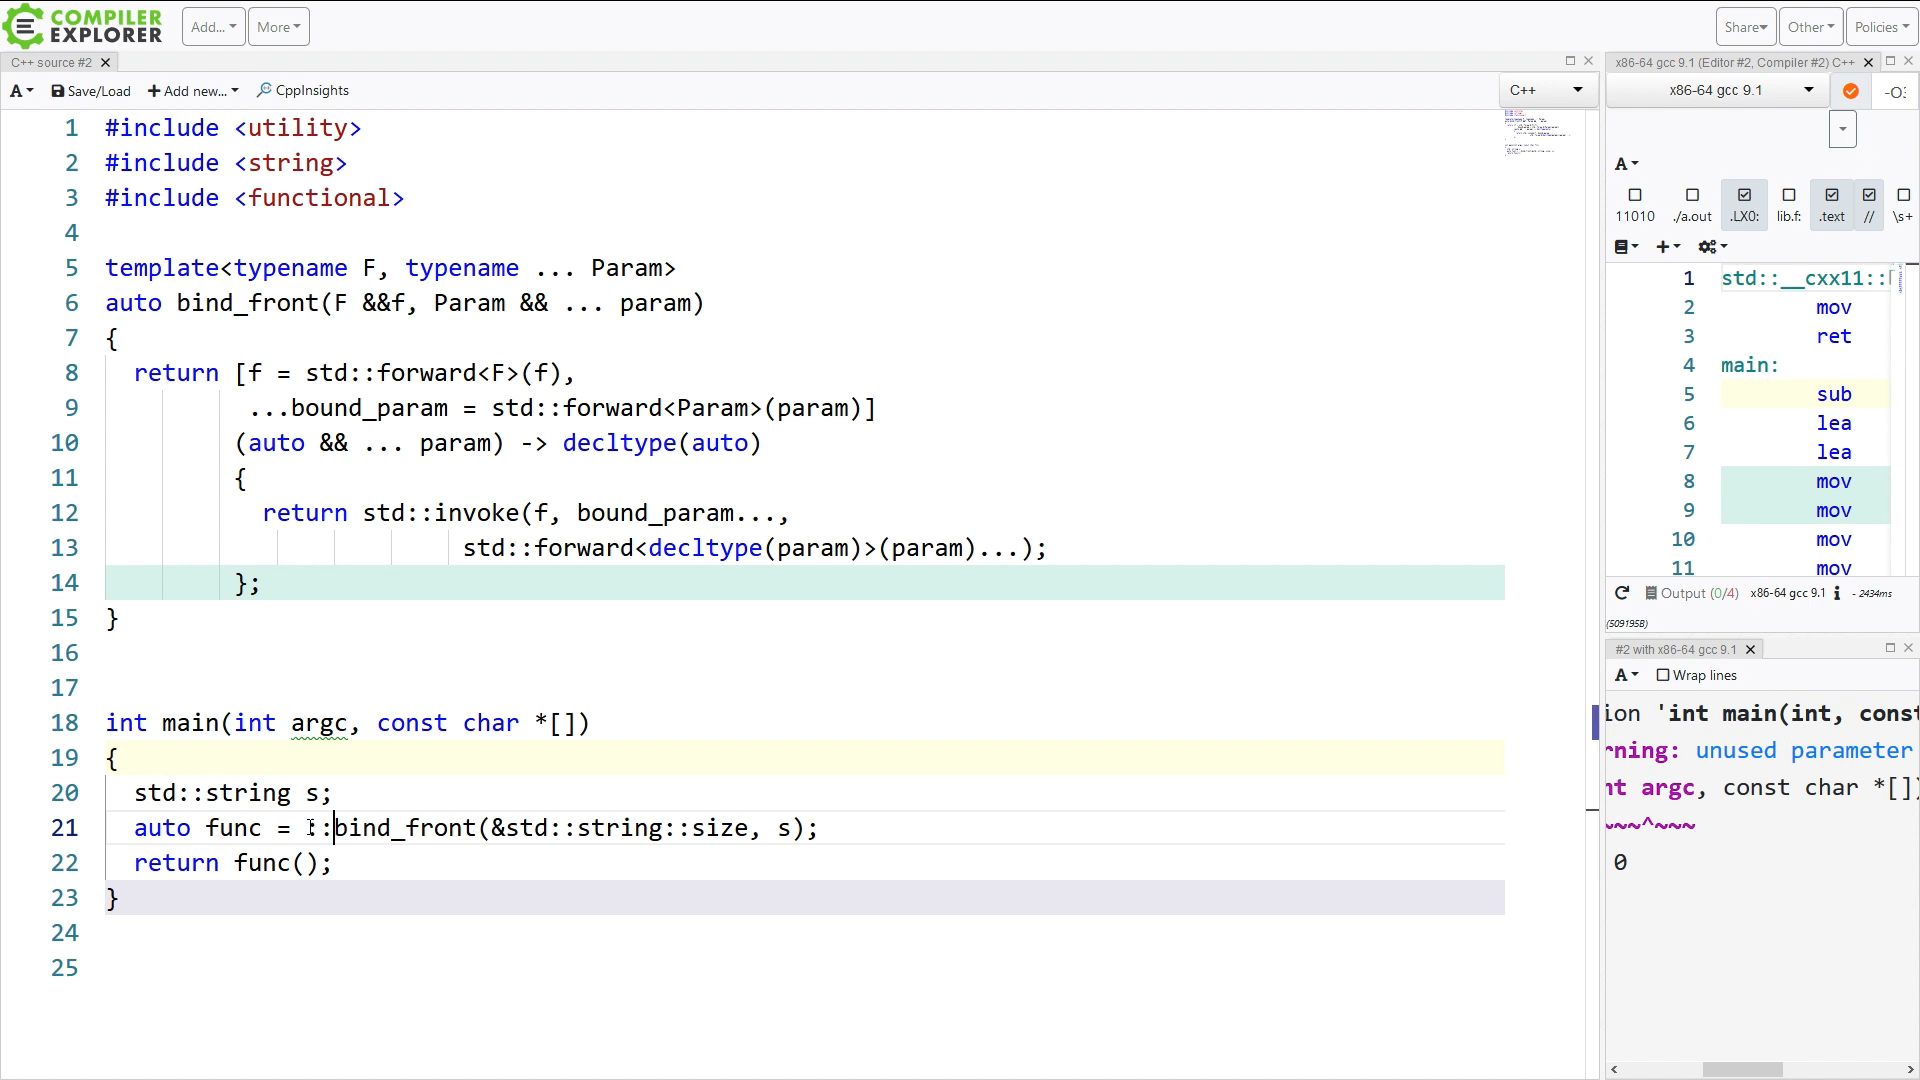 COMPILER
EXPLORER
Add...
More
Share
Other
Policies
C++ source #2
A
Save/Load
Add new...
CppInsights
C++
1 #include <utility>
2 #include <string>
3 #include <functional>
4
5 template<typename F, typename ... Param>
6 auto bind_front(F &&f, Param && ... param)
7 {
8 return [f = std::forward<F>(f),
9 ...bound_param = std::forward<Param>(param)]
10 (auto && ... param) -> decltype(auto)
11 {
12 return std::invoke(f, bound_param...,
13 std::forward<decltype(param)>(param)...);
14 };
15 }
16
17
18 int main(int argc, const char *[])
19 {
20 std::string s;
21 auto func = ::bind_front(&std::string::size, s);
22 return func();
23 }
24
25
x86-64 gcc 9.1 (Editor #2, Compiler #2) C++
x86-64 gcc 9.1
A
11010
./a.out
.LX0:
lib.f:
.text
//
\s+
1 std::__cxx11::
2 mov
3 ret
4 main:
5 sub
6 lea
7 lea
8 mov
9 mov
10 mov
11 mov
Output (0/4) x86-64 gcc 9.1 i - 2434ms
(509195B)
#2 with x86-64 gcc 9.1
A
Wrap lines
ion 'int main(int, const
rning: unused parameter
nt argc, const char *[])
~~~^~~~
0